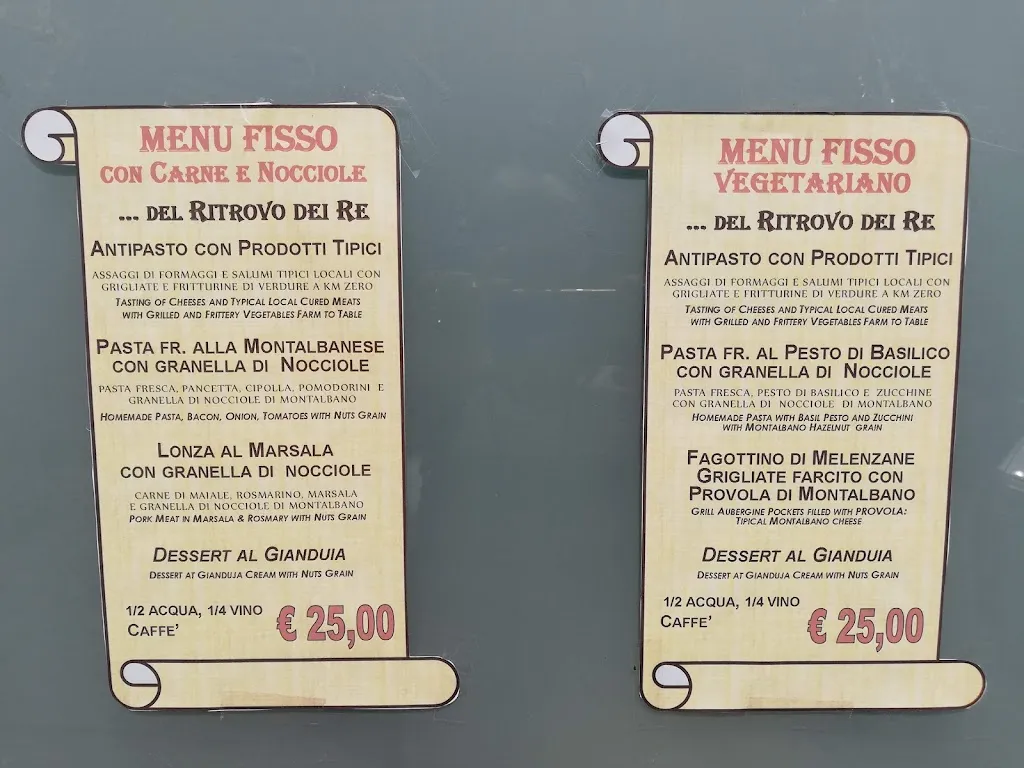 MENU FISSO
CON CARNE E NOCCIOLE
... DEL RITROVO DEI RE
ANTIPASTO CON PRODOTTI TIPICI
ASSAGGI DI FORMAGGI E SALUMI TIPICI LOCALI CON
GRIGLIATE E FRITTURINE DI VERDURE A KM ZERO
TASTING OF CHEESES AND TYPICAL LOCAL CURED MEATS
WITH GRILLED AND FRITTERY VEGETABLES FARM TO TABLE
PASTA FR. ALLA MONTALBANESE
CON GRANELLA DI NOCCIOLE
PASTA FRESCA, PANCETTA, CIPOLLA, POMODORINI E
GRANELLA DI NOCCIOLE DI MONTALBANO
HOMEMADE PASTA, BACON, ONION, TOMATOES WITH NUTS GRAIN
LONZA AL MARSALA
CON GRANELLA DI NOCCIOLE
CARNE DI MAIALE, ROSMARINO, MARSALA
E GRANELLA DI NOCCIOLE DI MONTALBANO
PORK MEAT IN MARSALA & ROSMARY WITH NUTS GRAIN
DESSERT AL GIANDUIA
DESSERT AT GIANDUJA CREAM WITH NUTS GRAIN
1/2 ACQUA, 1/4 VINO
CAFFE'
€ 25,00
MENU FISSO
VEGETARIANO
... DEL RITROVO DEI RE
ANTIPASTO CON PRODOTTI TIPICI
ASSAGGI DI FORMAGGI E SALUMI TIPICI LOCALI CON
GRIGLIATE E FRITTURINE DI VERDURE A KM ZERO
TASTING OF CHEESES AND TYPICAL LOCAL CURED MEATS
WITH GRILLED AND FRITTERY VEGETABLES FARM TO TABLE
PASTA FR. AL PESTO DI BASILICO
CON GRANELLA DI NOCCIOLE
PASTA FRESCA, PESTO DI BASILICO E ZUCCHINE
CON GRANELLA DI NOCCIOLE DI MONTALBANO
HOMEMADE PASTA WITH BASIL PESTO AND ZUCCHINI
WITH MONTALBANO HAZELNUT GRAIN
FAGOTTINO DI MELENZANE
GRIGLIATE FARCITO CON
PROVOLA DI MONTALBANO
GRILL AUBERGINE POCKETS FILLED WITH PROVOLA:
TIPICAL MONTALBANO CHEESE
DESSERT AL GIANDUIA
DESSERT AT GIANDUJA CREAM WITH NUTS GRAIN
1/2 ACQUA, 1/4 VINO
CAFFE'
€ 25,00